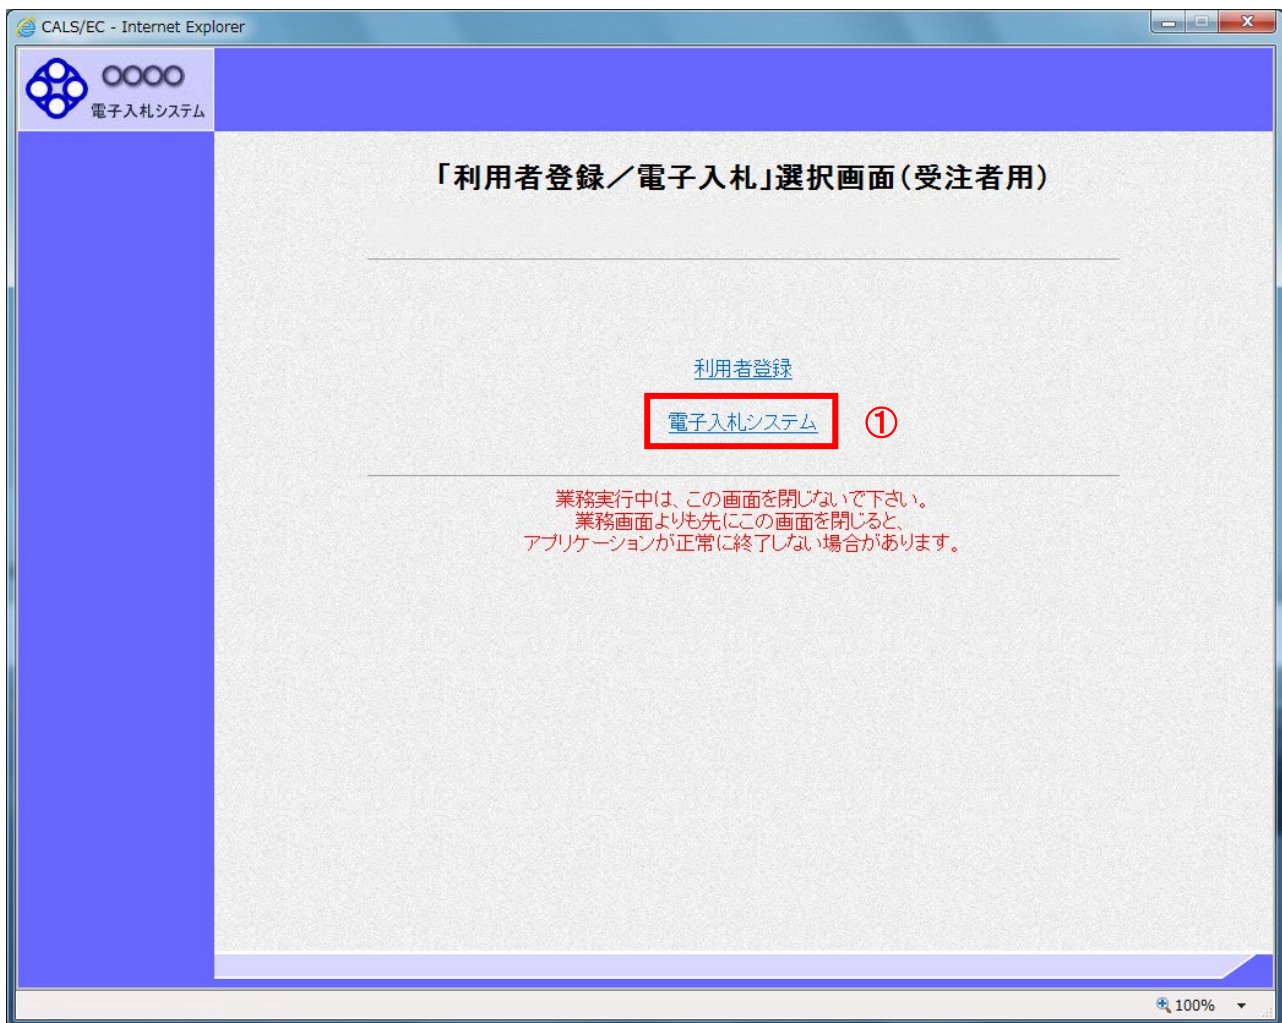 CALS/EC - Internet Explorer
〇〇〇〇
電子入札システム
「利用者登録／電子入札」選択画面（受注者用）
利用者登録
電子入札システム ①
業務実行中は、この画面を閉じないで下さい。
業務画面よりも先にこの画面を閉じると、
アプリケーションが正常に終了しない場合があります。
100%